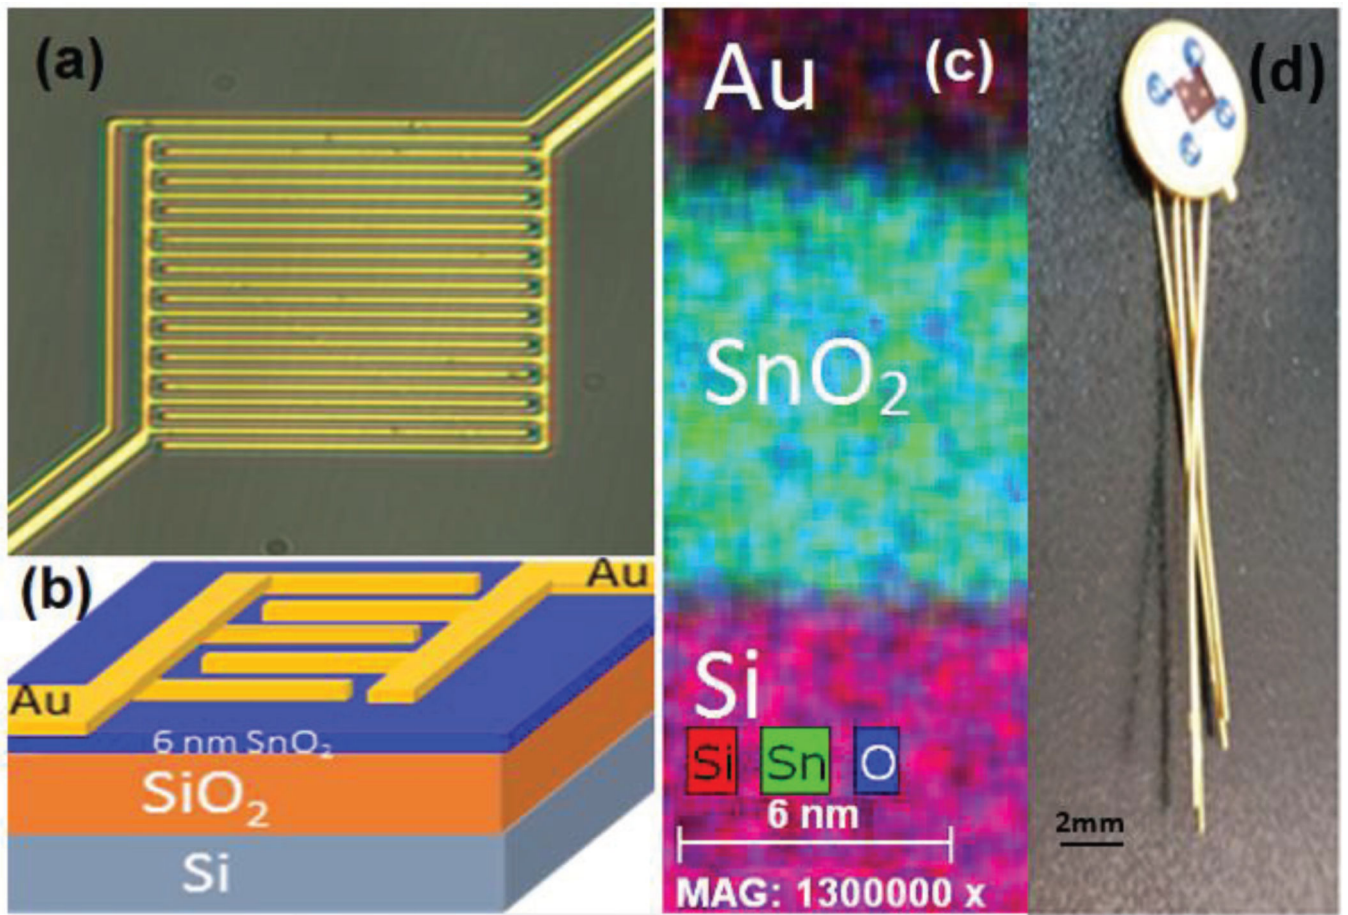 (a)
(b)
Au
Au
6 nm SnO₂
SiO₂
Si
Au
(c)
SnO₂
Si
Si Sn O
6 nm
MAG: 1300000 x
(d)
2mm